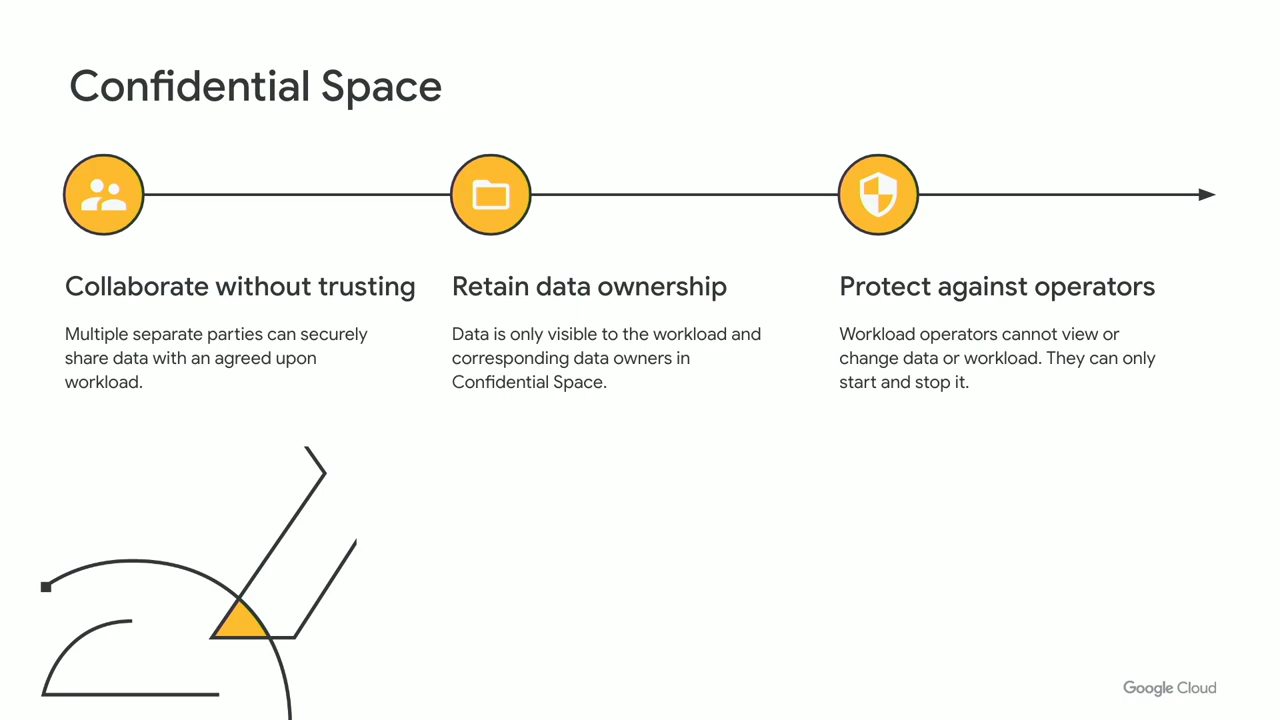 Confidential Space
Collaborate without trusting
Multiple separate parties can securely
share data with an agreed upon
workload.
Retain data ownership
Data is only visible to the workload and
corresponding data owners in
Confidential Space.
Protect against operators
Workload operators cannot view or
change data or workload. They can only
start and stop it.
Google Cloud